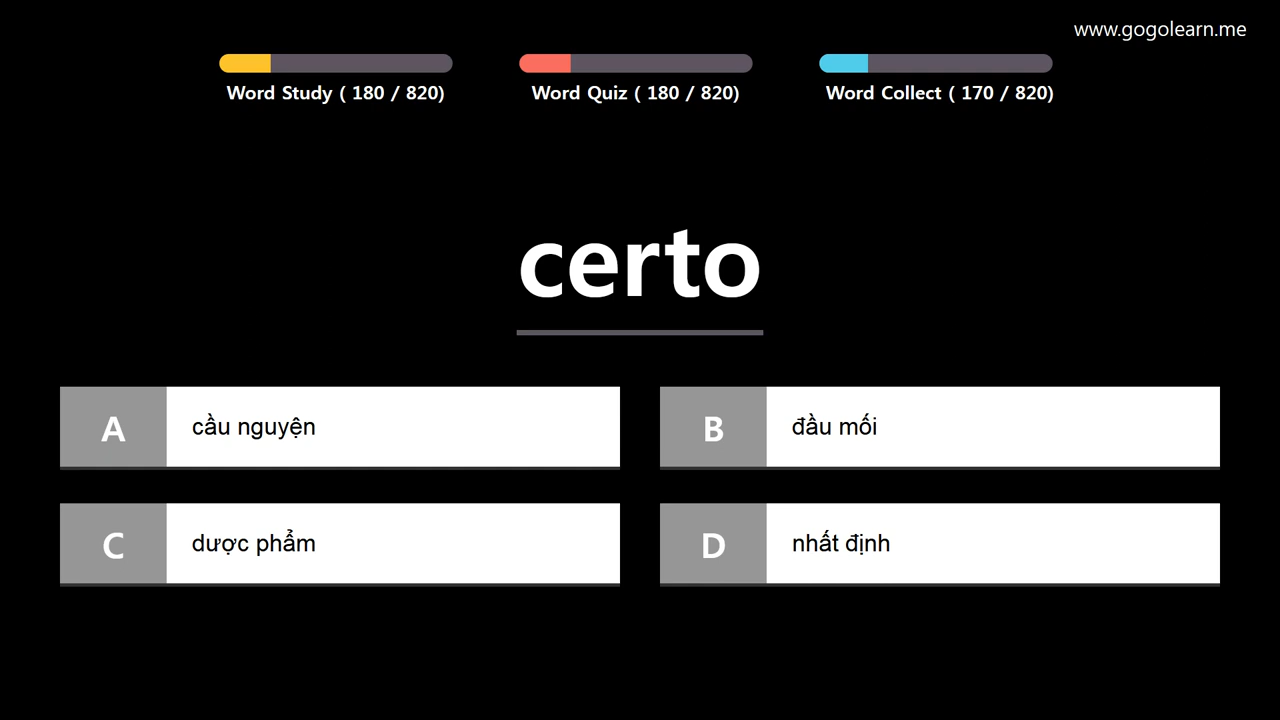 www.gogolearn.me
Word Study ( 180 / 820)
Word Quiz ( 180 / 820)
Word Collect ( 170 / 820)
certo
A
cầu nguyện
B
đầu mối
C
dược phẩm
D
nhất định